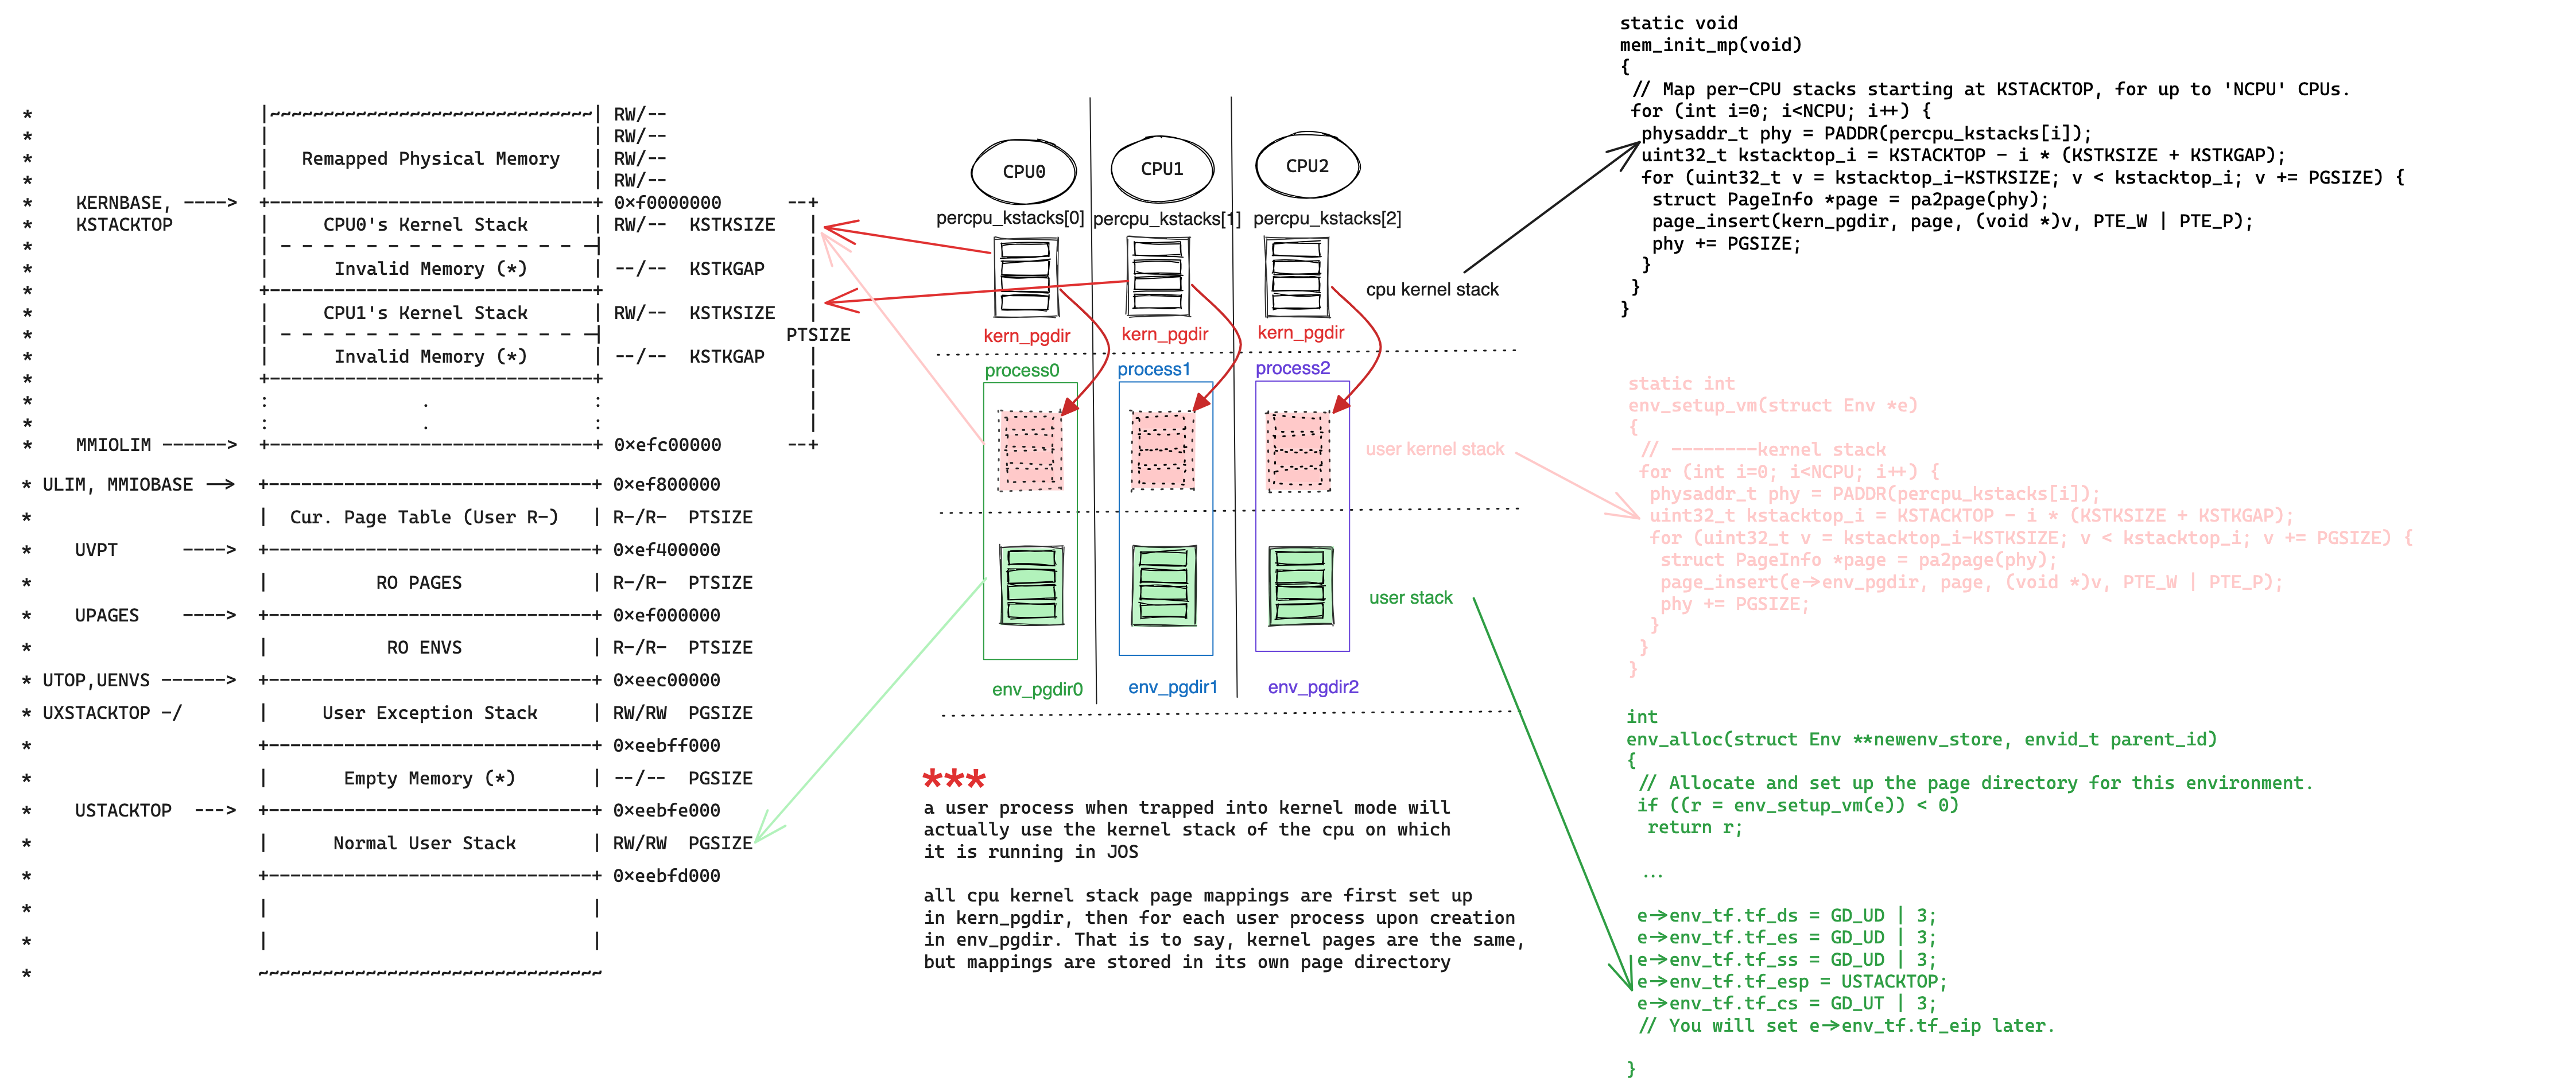 * |~~~~~~~~~~~~~~~~~~~~~~~~~~~~~~| RW/--
* | | RW/--
* | Remapped Physical Memory | RW/--
* | | RW/--
* KERNBASE, ----> +------------------------------+ 0xf0000000 --+
* KSTACKTOP | CPU0's Kernel Stack | RW/-- KSTKSIZE |
* | - - - - - - - - - - - - - - -| |
* | Invalid Memory (*) | --/-- KSTKGAP |
* +------------------------------+ |
* | CPU1's Kernel Stack | RW/-- KSTKSIZE |
* | - - - - - - - - - - - - - - -| PTSIZE
* | Invalid Memory (*) | --/-- KSTKGAP |
* +------------------------------+ |
* : . : |
* : . : |
* MMIOLIM ------> +------------------------------+ 0xefc00000 --+
* ULIM, MMIOBASE --> +------------------------------+ 0xef800000
* | Cur. Page Table (User R-) | R-/R- PTSIZE
* UVPT ----> +------------------------------+ 0xef400000
* | RO PAGES | R-/R- PTSIZE
* UPAGES ----> +------------------------------+ 0xef000000
* | RO ENVS | R-/R- PTSIZE
* UTOP,UENVS ------> +------------------------------+ 0xeec00000
* UXSTACKTOP -/ | User Exception Stack | RW/RW PGSIZE
* +------------------------------+ 0xeebff000
* | Empty Memory (*) | --/-- PGSIZE
* USTACKTOP ---> +------------------------------+ 0xeebfe000
* | Normal User Stack | RW/RW PGSIZE
* +------------------------------+ 0xeebfd000
* | |
* | |
* ~~~~~~~~~~~~~~~~~~~~~~~~~~~~~~~~
CPU0 CPU1 CPU2
percpu_kstacks[0] percpu_kstacks[1] percpu_kstacks[2]
cpu kernel stack
kern_pgdir kern_pgdir kern_pgdir
process0 process1 process2
user kernel stack
user stack
env_pgdir0 env_pgdir1 env_pgdir2
***
a user process when trapped into kernel mode will
actually use the kernel stack of the cpu on which
it is running in JOS
all cpu kernel stack page mappings are first set up
in kern_pgdir, then for each user process upon creation
in env_pgdir. That is to say, kernel pages are the same,
but mappings are stored in its own page directory
static void
mem_init_mp(void)
{
// Map per-CPU stacks starting at KSTACKTOP, for up to 'NCPU' CPUs.
for (int i=0; i<NCPU; i++) {
physaddr_t phy = PADDR(percpu_kstacks[i]);
uint32_t kstacktop_i = KSTACKTOP - i * (KSTKSIZE + KSTKGAP);
for (uint32_t v = kstacktop_i-KSTKSIZE; v < kstacktop_i; v += PGSIZE) {
struct PageInfo *page = pa2page(phy);
page_insert(kern_pgdir, page, (void *)v, PTE_W | PTE_P);
phy += PGSIZE;
}
}
}
static int
env_setup_vm(struct Env *e)
{
// --------kernel stack
for (int i=0; i<NCPU; i++) {
physaddr_t phy = PADDR(percpu_kstacks[i]);
uint32_t kstacktop_i = KSTACKTOP - i * (KSTKSIZE + KSTKGAP);
for (uint32_t v = kstacktop_i-KSTKSIZE; v < kstacktop_i; v += PGSIZE) {
struct PageInfo *page = pa2page(phy);
page_insert(e->env_pgdir, page, (void *)v, PTE_W | PTE_P);
phy += PGSIZE;
}
}
}
int
env_alloc(struct Env **newenv_store, envid_t parent_id)
{
// Allocate and set up the page directory for this environment.
if ((r = env_setup_vm(e)) < 0)
return r;
...
e->env_tf.tf_ds = GD_UD | 3;
e->env_tf.tf_es = GD_UD | 3;
e->env_tf.tf_ss = GD_UD | 3;
e->env_tf.tf_esp = USTACKTOP;
e->env_tf.tf_cs = GD_UT | 3;
// You will set e->env_tf.tf_eip later.
}